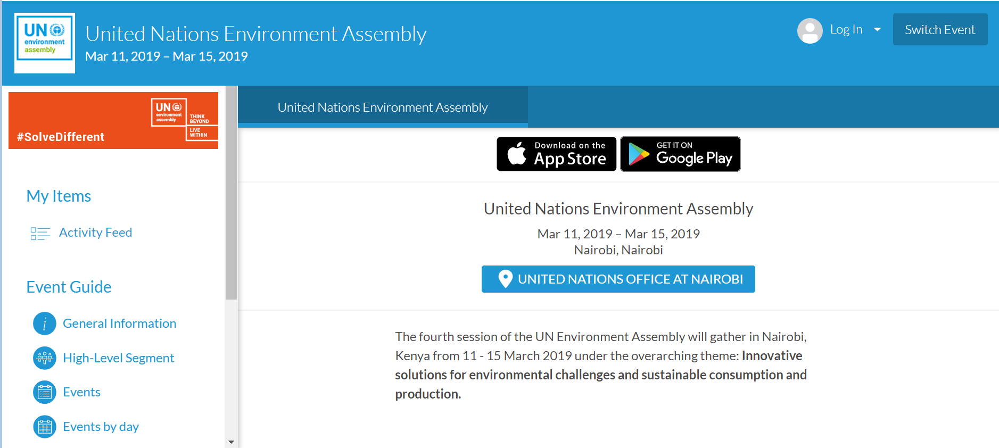 UN
environment
assembly
United Nations Environment Assembly
Mar 11, 2019 – Mar 15, 2019
Log In
Switch Event
UN
environment
assembly
THINK
BEYOND
LIVE
WITHIN
#SolveDifferent
My Items
Activity Feed
Event Guide
i General Information
High-Level Segment
Events
Events by day
United Nations Environment Assembly
Download on the
App Store
GET IT ON
Google Play
United Nations Environment Assembly
Mar 11, 2019 – Mar 15, 2019
Nairobi, Nairobi
UNITED NATIONS OFFICE AT NAIROBI
The fourth session of the UN Environment Assembly will gather in Nairobi,
Kenya from 11 - 15 March 2019 under the overarching theme: Innovative
solutions for environmental challenges and sustainable consumption and
production.